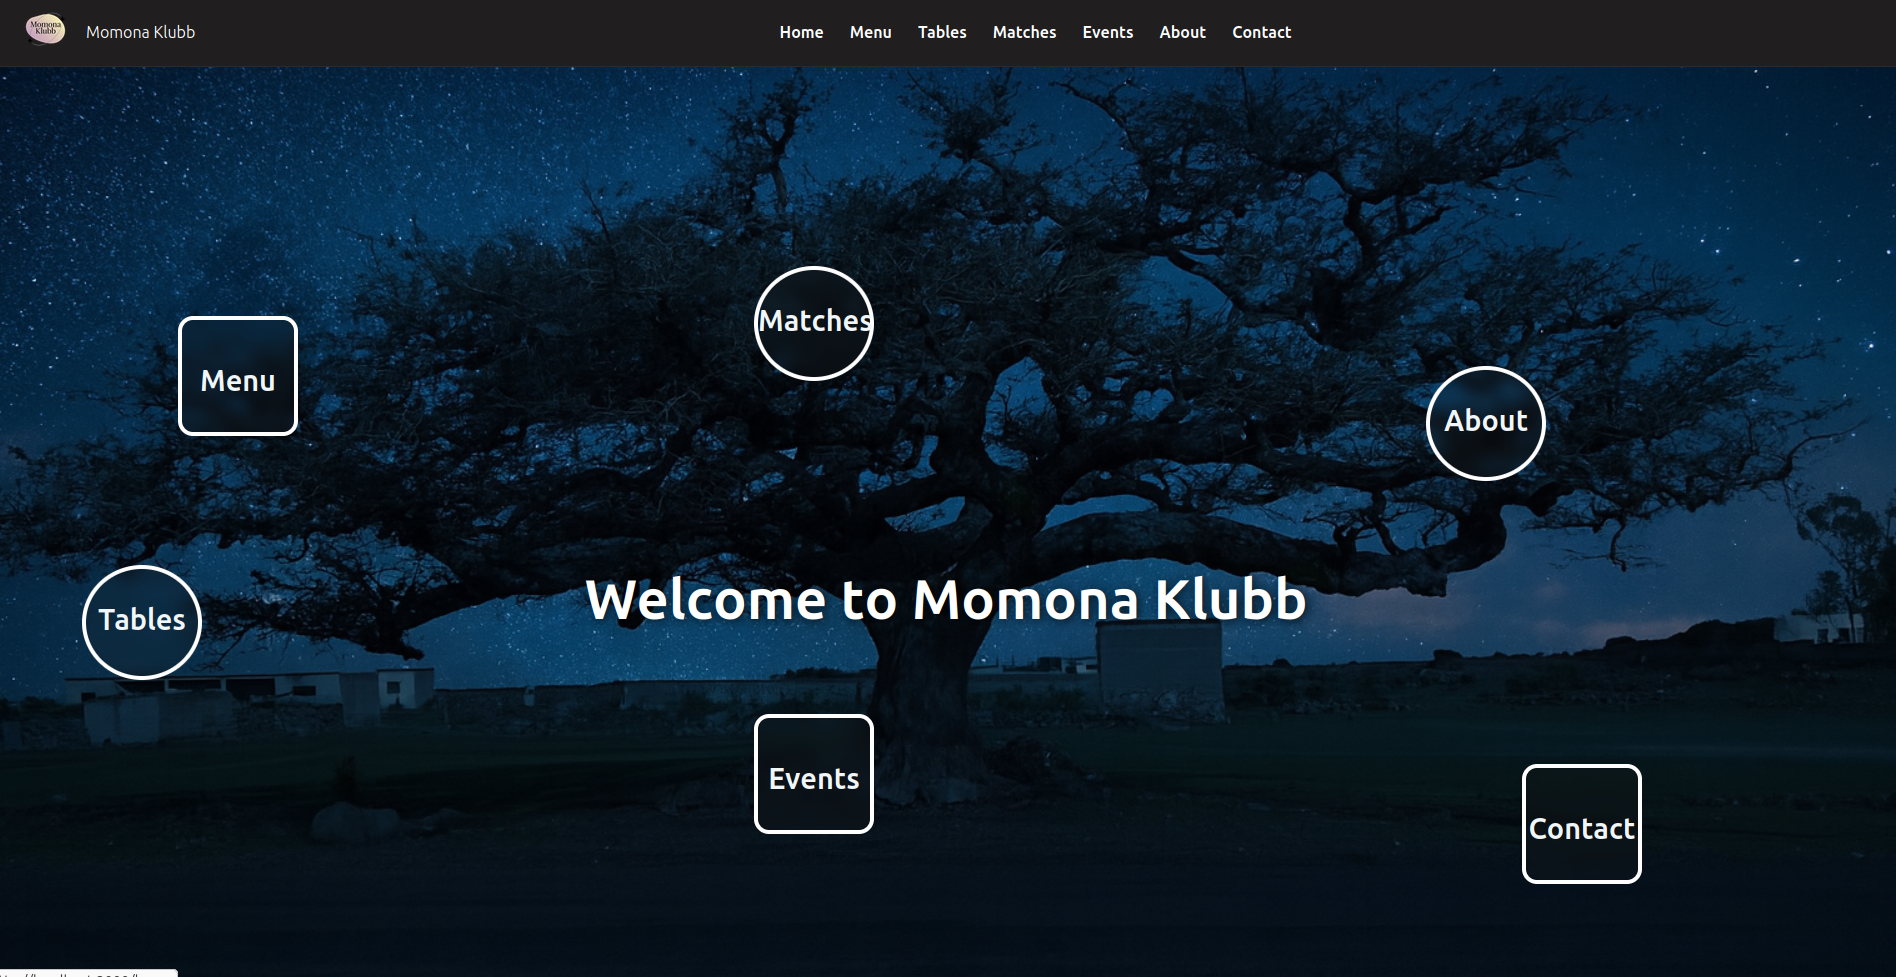 Momona
Klubb
Momona Klubb
Home Menu Tables Matches Events About Contact
Matches
Menu
About
Welcome to Momona Klubb
Tables
Events
Contact